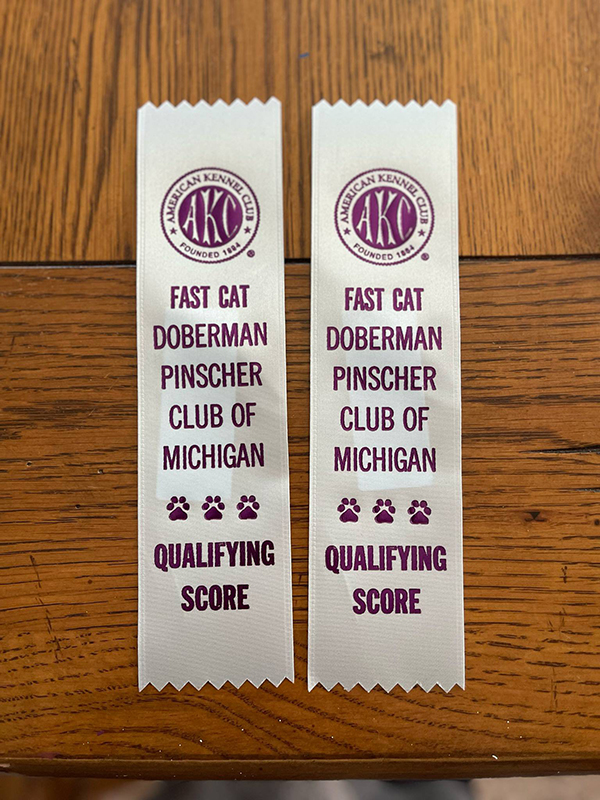 AMERICAN KENNEL CLUB
AKC
FOUNDED 1884
®
FAST CAT
DOBERMAN
PINSCHER
CLUB OF
MICHIGAN
QUALIFYING
SCORE
AMERICAN KENNEL CLUB
AKC
FOUNDED 1884
®
FAST CAT
DOBERMAN
PINSCHER
CLUB OF
MICHIGAN
QUALIFYING
SCORE